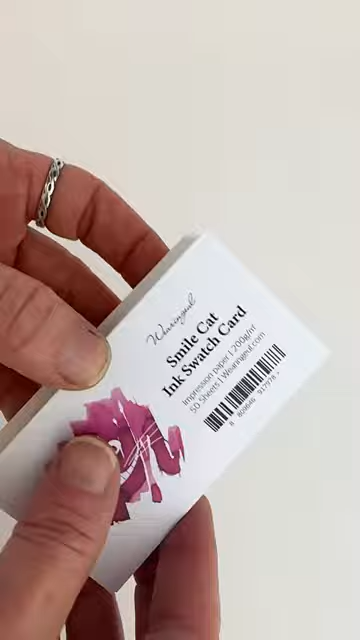 Wearingeul
Smile Cat
Ink Swatch Card
Impression paper | 200g/㎡
50 Sheets | Wearingeul.com